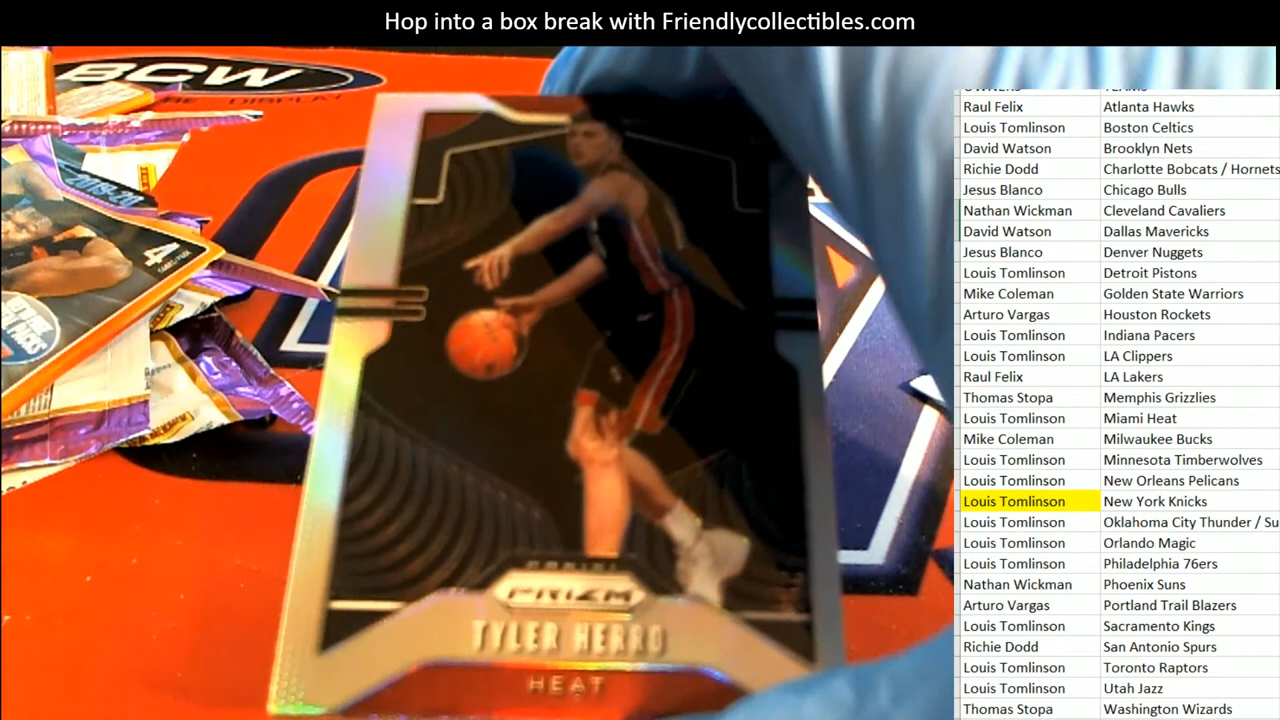 Hop into a box break with Friendlycollectibles.com
BCW
DISPLAY
2019-20
4
PANINI
PRIZM
TYLER HERRO
HEAT
Raul Felix Atlanta Hawks
Louis Tomlinson Boston Celtics
David Watson Brooklyn Nets
Richie Dodd Charlotte Bobcats / Hornets
Jesus Blanco Chicago Bulls
Nathan Wickman Cleveland Cavaliers
David Watson Dallas Mavericks
Jesus Blanco Denver Nuggets
Louis Tomlinson Detroit Pistons
Mike Coleman Golden State Warriors
Arturo Vargas Houston Rockets
Louis Tomlinson Indiana Pacers
Louis Tomlinson LA Clippers
Raul Felix LA Lakers
Thomas Stopa Memphis Grizzlies
Louis Tomlinson Miami Heat
Mike Coleman Milwaukee Bucks
Louis Tomlinson Minnesota Timberwolves
Louis Tomlinson New Orleans Pelicans
Louis Tomlinson New York Knicks
Louis Tomlinson Oklahoma City Thunder / Su
Louis Tomlinson Orlando Magic
Louis Tomlinson Philadelphia 76ers
Nathan Wickman Phoenix Suns
Arturo Vargas Portland Trail Blazers
Louis Tomlinson Sacramento Kings
Richie Dodd San Antonio Spurs
Louis Tomlinson Toronto Raptors
Louis Tomlinson Utah Jazz
Thomas Stopa Washington Wizards